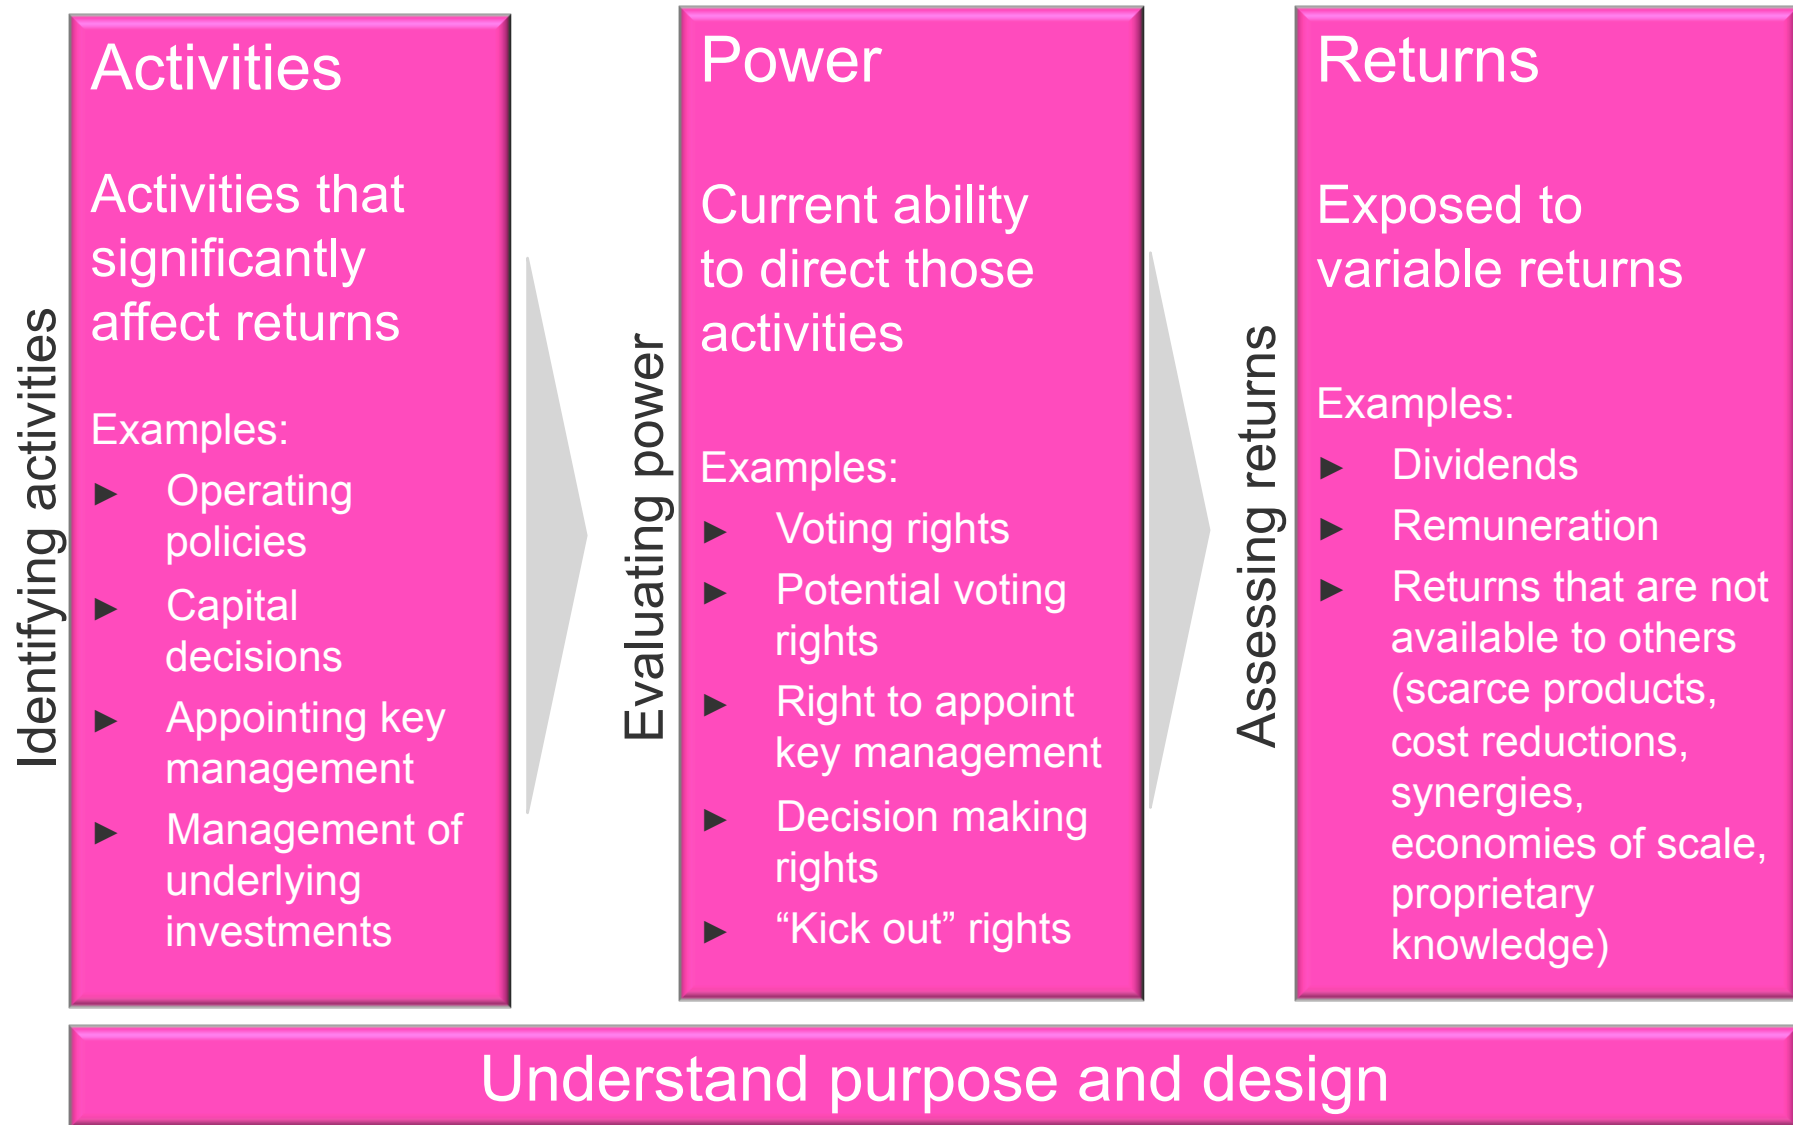 Identifying activities
Activities
Activities that
significantly
affect returns
Examples:
► Operating
policies
► Capital
decisions
► Appointing key
management
► Management of
underlying
investments
Evaluating power
Power
Current ability
to direct those
activities
Examples:
► Voting rights
► Potential voting
rights
► Right to appoint
key management
► Decision making
rights
► “Kick out” rights
Assessing returns
Returns
Exposed to
variable returns
Examples:
► Dividends
► Remuneration
► Returns that are not
available to others
(scarce products,
cost reductions,
synergies,
economies of scale,
proprietary
knowledge)
Understand purpose and design